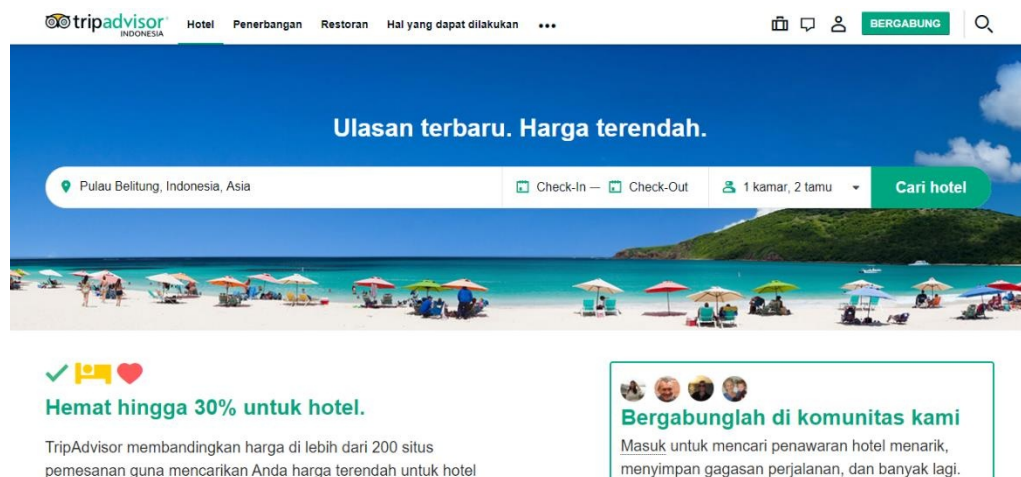 tripadvisor
INDONESIA
Hotel
Penerbangan
Restoran
Hal yang dapat dilakukan
BERGABUNG
Ulasan terbaru. Harga terendah.
Pulau Belitung, Indonesia, Asia
Check-In — Check-Out
1 kamar, 2 tamu
Cari hotel
Hemat hingga 30% untuk hotel.
TripAdvisor membandingkan harga di lebih dari 200 situs
pemesanan guna mencarikan Anda harga terendah untuk hotel
Bergabunglah di komunitas kami
Masuk untuk mencari penawaran hotel menarik,
menyimpan gagasan perjalanan, dan banyak lagi.